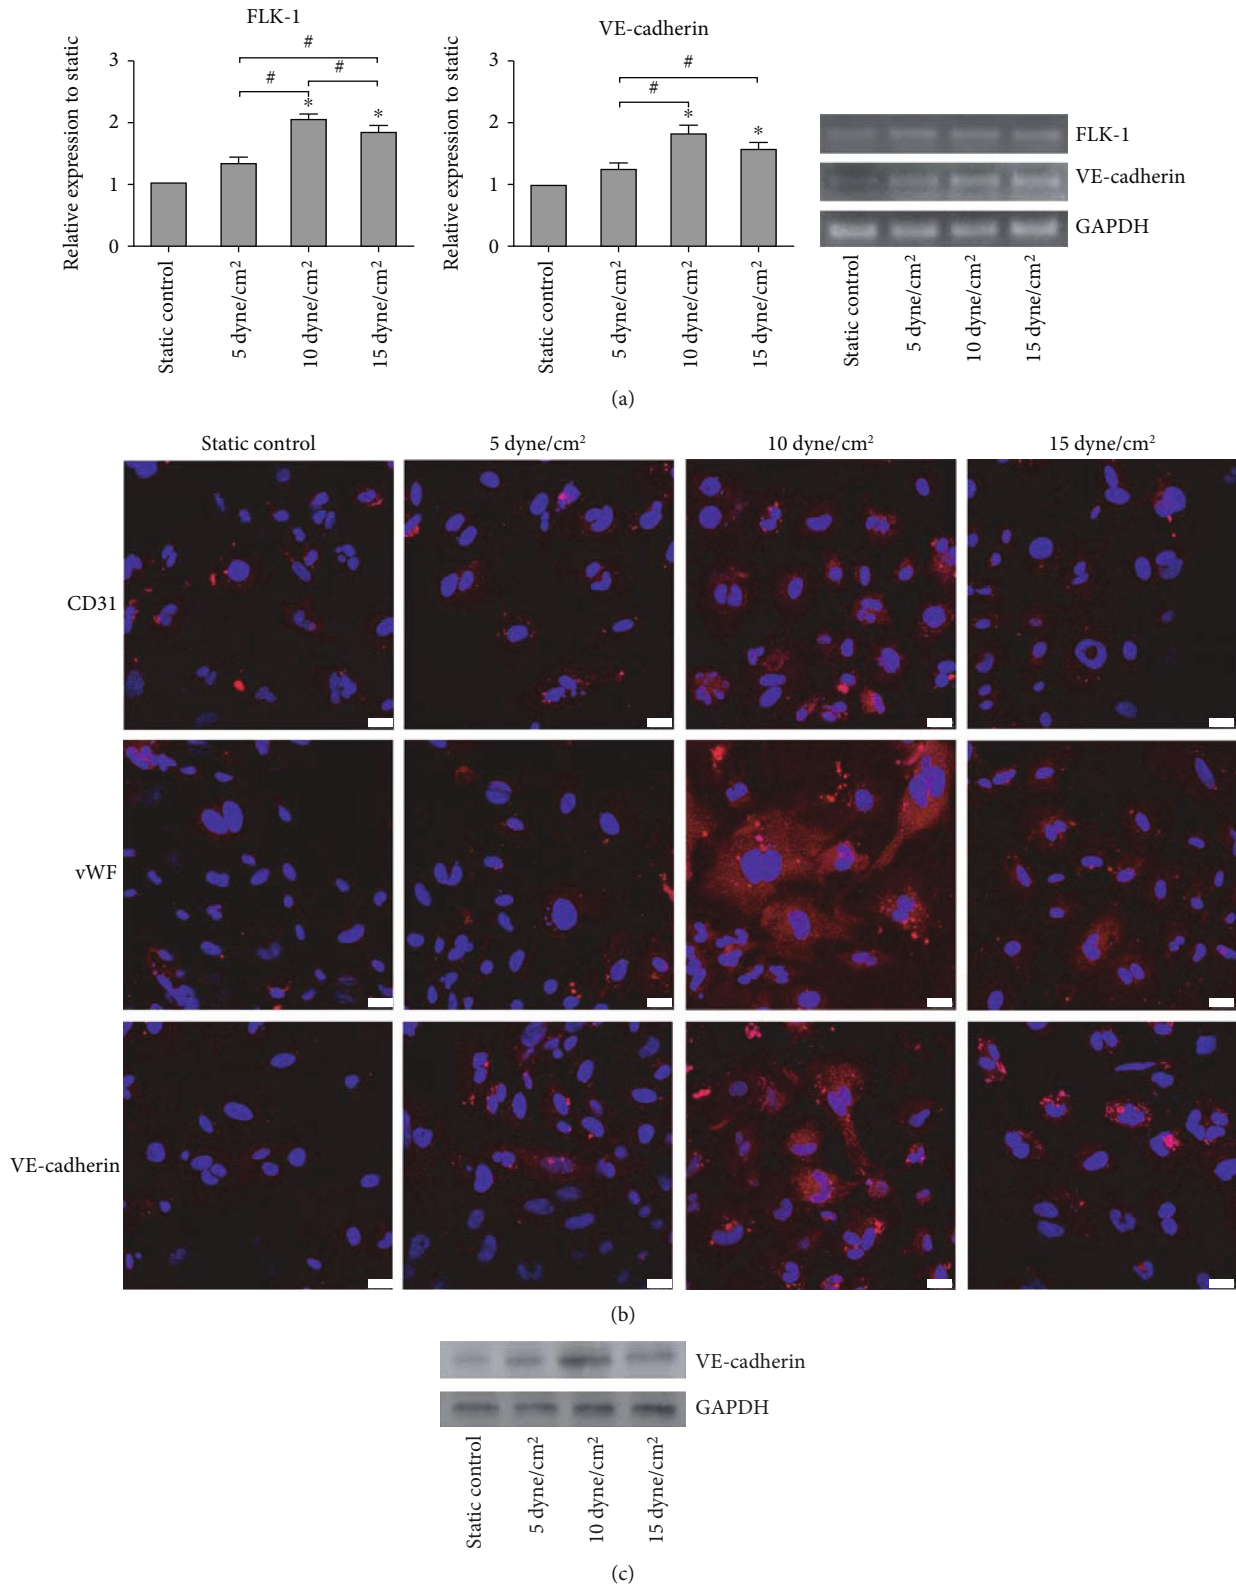 FLK-1
Relative expression to static
3
2
1
0
#
#
#
*
*
Static control
5 dyne/cm²
10 dyne/cm²
15 dyne/cm²
VE-cadherin
Relative expression to static
3
2
1
0
#
#
*
*
Static control
5 dyne/cm²
10 dyne/cm²
15 dyne/cm²
FLK-1
VE-cadherin
GAPDH
Static control
5 dyne/cm²
10 dyne/cm²
15 dyne/cm²
(a)
Static control
5 dyne/cm²
10 dyne/cm²
15 dyne/cm²
CD31
vWF
VE-cadherin
(b)
VE-cadherin
GAPDH
Static control
5 dyne/cm²
10 dyne/cm²
15 dyne/cm²
(c)